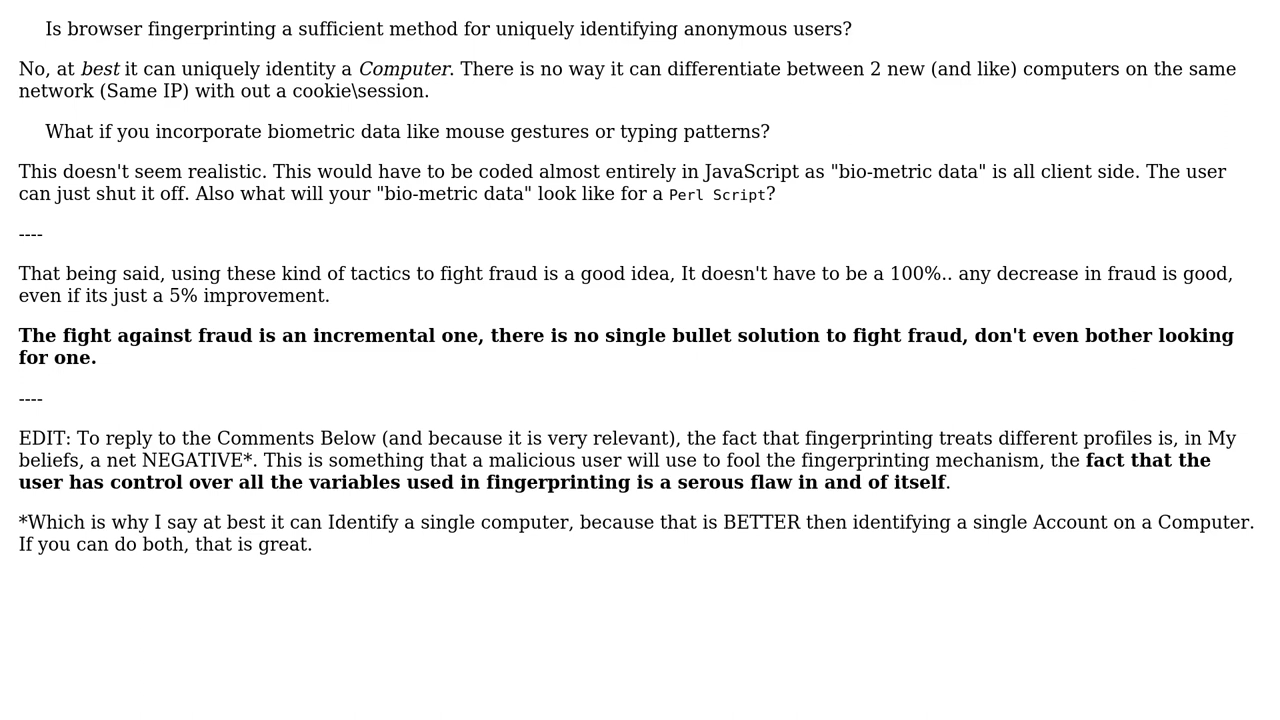 Is browser fingerprinting a sufficient method for uniquely identifying anonymous users?
No, at best it can uniquely identity a Computer. There is no way it can differentiate between 2 new (and like) computers on the same
network (Same IP) with out a cookie\session.
What if you incorporate biometric data like mouse gestures or typing patterns?
This doesn't seem realistic. This would have to be coded almost entirely in JavaScript as "bio-metric data" is all client side. The user
can just shut it off. Also what will your "bio-metric data" look like for a Perl Script?
----
That being said, using these kind of tactics to fight fraud is a good idea, It doesn't have to be a 100%.. any decrease in fraud is good,
even if its just a 5% improvement.
The fight against fraud is an incremental one, there is no single bullet solution to fight fraud, don't even bother looking
for one.
----
EDIT: To reply to the Comments Below (and because it is very relevant), the fact that fingerprinting treats different profiles is, in My
beliefs, a net NEGATIVE*. This is something that a malicious user will use to fool the fingerprinting mechanism, the fact that the
user has control over all the variables used in fingerprinting is a serous flaw in and of itself.
*Which is why I say at best it can Identify a single computer, because that is BETTER then identifying a single Account on a Computer.
If you can do both, that is great.